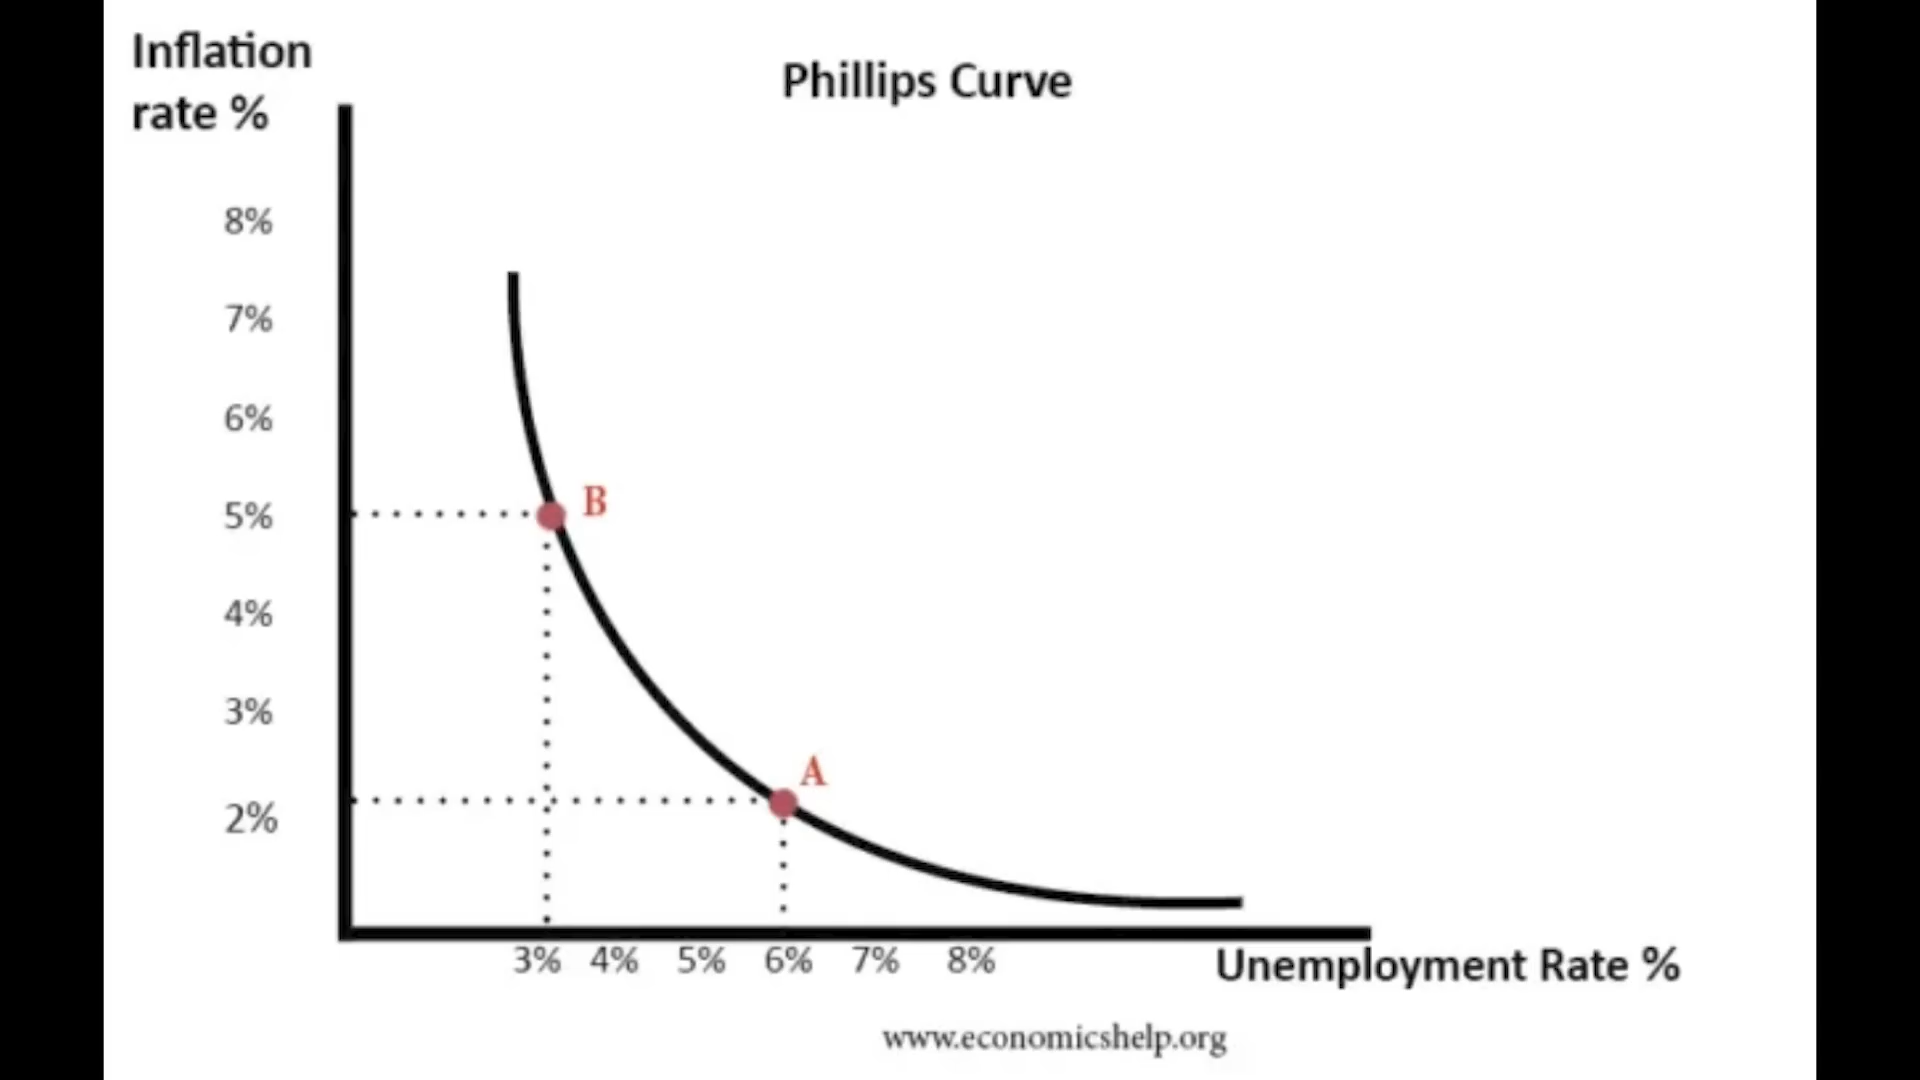 Inflation
rate %
Phillips Curve
8%
7%
6%
5%
4%
3%
2%
B
A
3% 4% 5% 6% 7% 8%
Unemployment Rate %
www.economicshelp.org